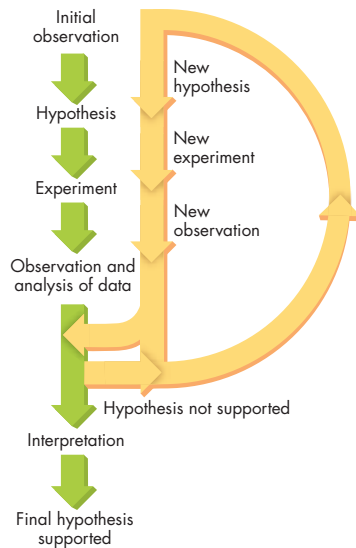 Initial
observation
New
hypothesis
Hypothesis
New
experiment
Experiment
New
observation
Observation and
analysis of data
Hypothesis not supported
Interpretation
Final hypothesis
supported